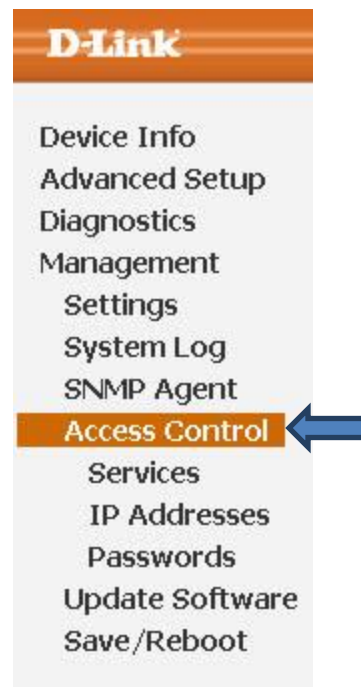 D-Link
Device Info
Advanced Setup
Diagnostics
Management
Settings
System Log
SNMP Agent
Access Control
Services
IP Addresses
Passwords
Update Software
Save/Reboot